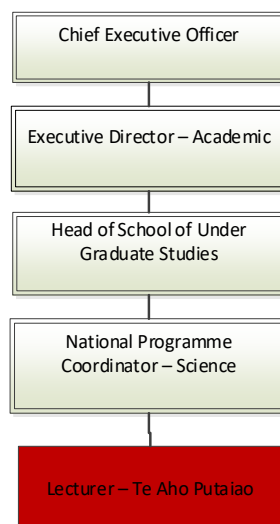 Chief Executive Officer
Executive Director – Academic
Head of School of Under
Graduate Studies
National Programme
Coordinator – Science
Lecturer – Te Aho Putaiao